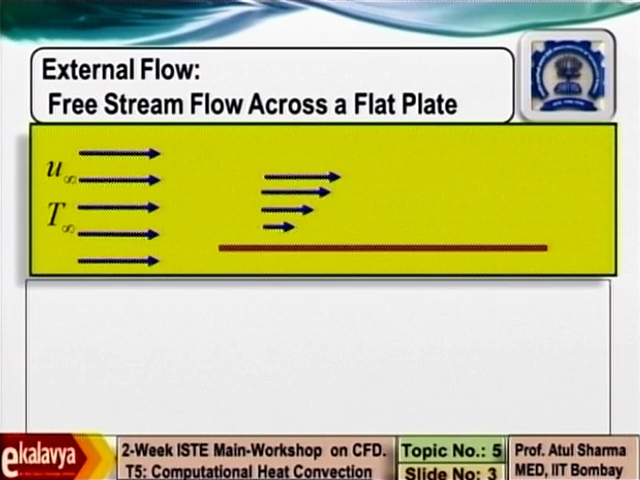 External Flow:
Free Stream Flow Across a Flat Plate
u∞
T∞
ekalavya
2-Week ISTE Main-Workshop on CFD.
T5: Computational Heat Convection
Topic No.: 5
Slide No: 3
Prof. Atul Sharma
MED, IIT Bombay